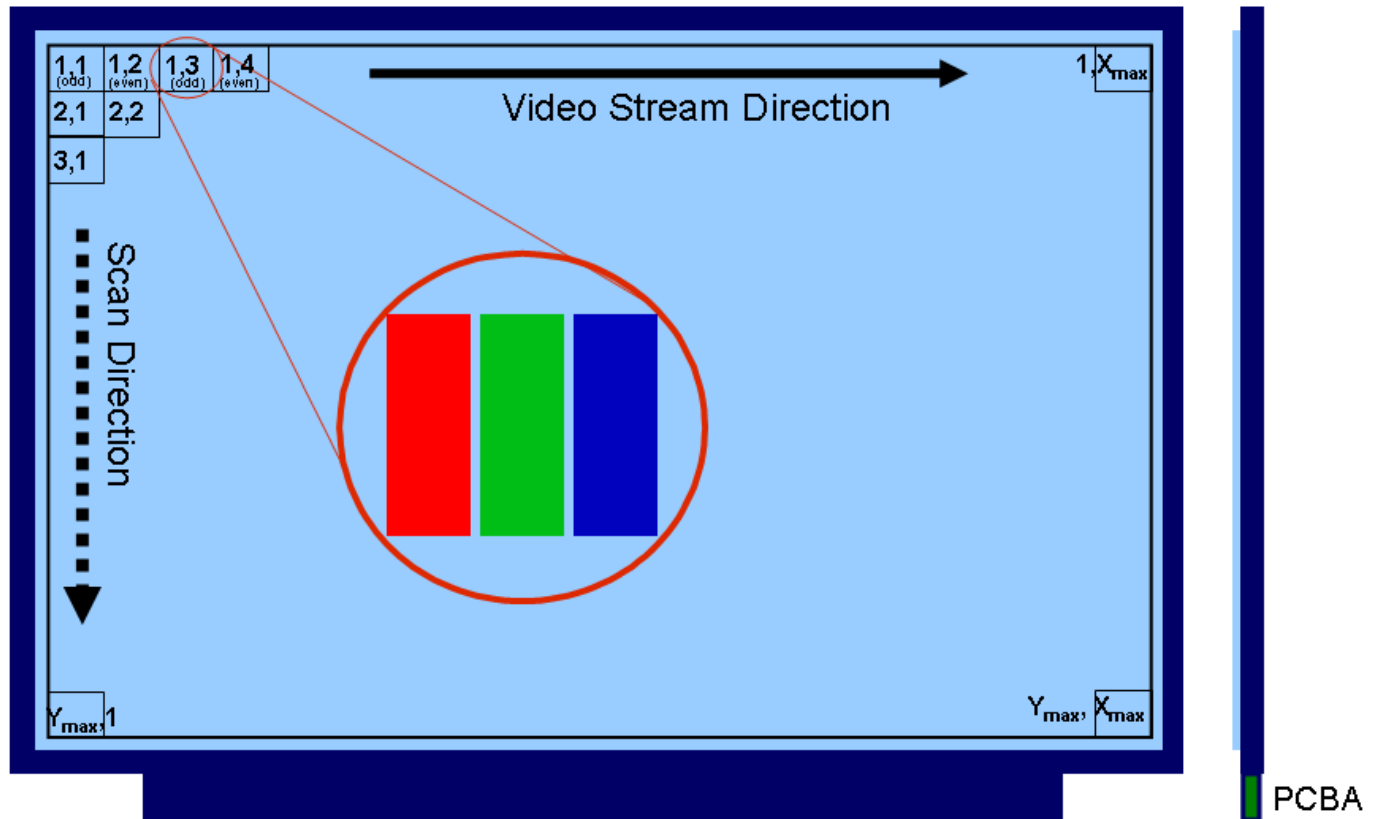 1,1 1,2 1,3 1,4 1,Xmax
(odd) (even) (odd) (even)
2,1 2,2
3,1
Video Stream Direction
Scan Direction
Ymax,1
Ymax, Xmax
PCBA